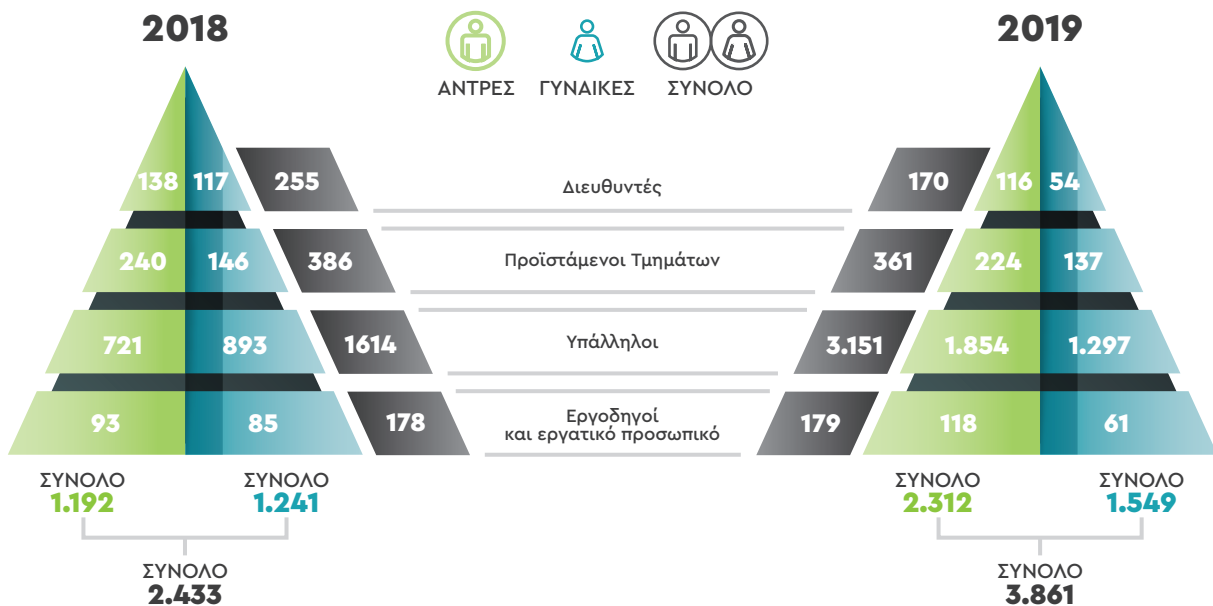 2018
ΑΝΤΡΕΣ ΓΥΝΑΙΚΕΣ ΣΥΝΟΛΟ
2019
138 117 255 Διευθυντές 170 116 54
240 146 386 Προϊστάμενοι Τμημάτων 361 224 137
721 893 1614 Υπάλληλοι 3.151 1.854 1.297
93 85 178 Εργοδηγοί
και εργατικό προσωπικό 179 118 61
ΣΥΝΟΛΟ ΣΥΝΟΛΟ
1.192 1.241
ΣΥΝΟΛΟ
2.433
ΣΥΝΟΛΟ ΣΥΝΟΛΟ
2.312 1.549
ΣΥΝΟΛΟ
3.861